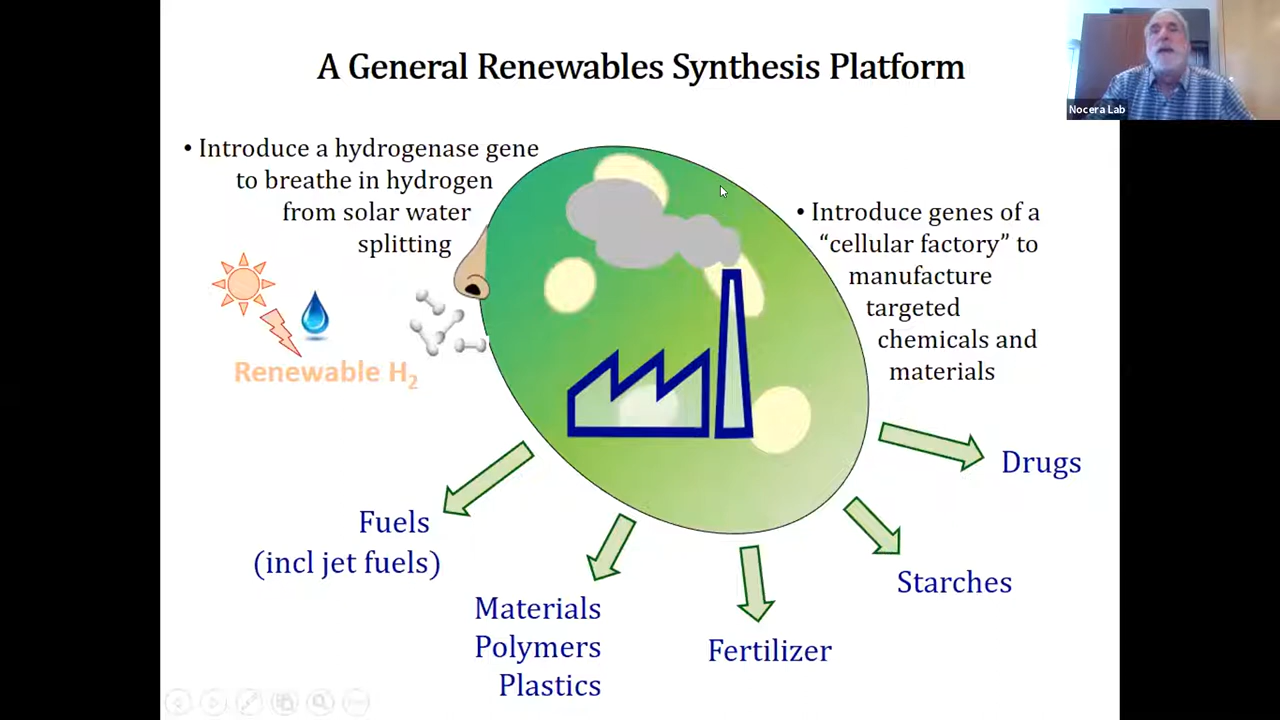 A General Renewables Synthesis Platform
Nocera Lab
• Introduce a hydrogenase gene
to breathe in hydrogen
from solar water
splitting
• Introduce genes of a
“cellular factory” to
manufacture
targeted
chemicals and
materials
Renewable H₂
Drugs
Fuels
(incl jet fuels)
Starches
Materials
Polymers
Plastics
Fertilizer